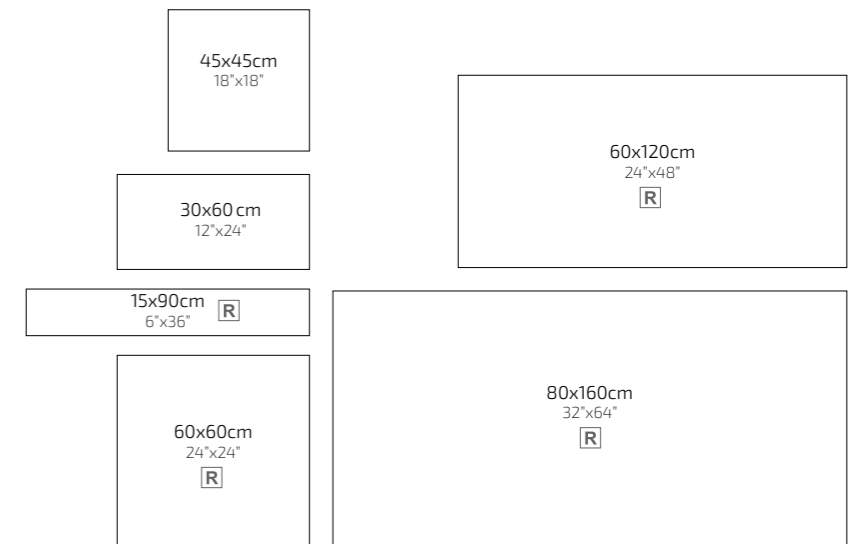 45x45cm
18”x18”
30x60 cm
12”x24”
15x90cm
6”x36”
R
60x60cm
24”x24”
R
60x120cm
24”x48”
R
80x160cm
32”x64”
R